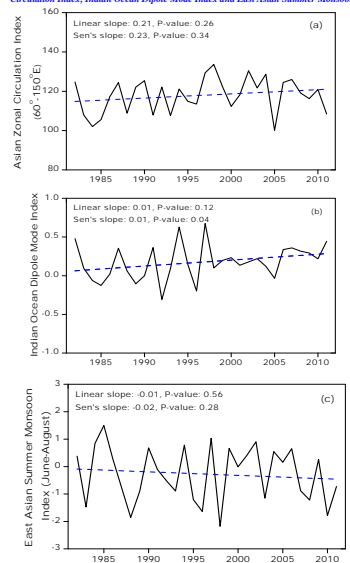 Circulation Index, Indian Ocean Dipole Mode Index and East Asian Summer Monsoon
Asian Zonal Circulation Index
(60°-150°E)
160
140
120
100
80
Linear slope: 0.21, P-value: 0.26
Sen's slope: 0.23, P-value: 0.34
(a)
1985 1990 1995 2000 2005 2010
Indian Ocean Dipole Mode Index
1.0
0.5
0.0
-0.5
-1.0
Linear slope: 0.01, P-value: 0.12
Sen's slope: 0.01, P-value: 0.04
(b)
1985 1990 1995 2000 2005 2010
East Asian Summer Monsoon
Index (June-August)
3
2
1
0
-1
-2
-3
Linear slope: -0.01, P-value: 0.56
Sen's slope: -0.02, P-value: 0.28
(c)
1985 1990 1995 2000 2005 2010